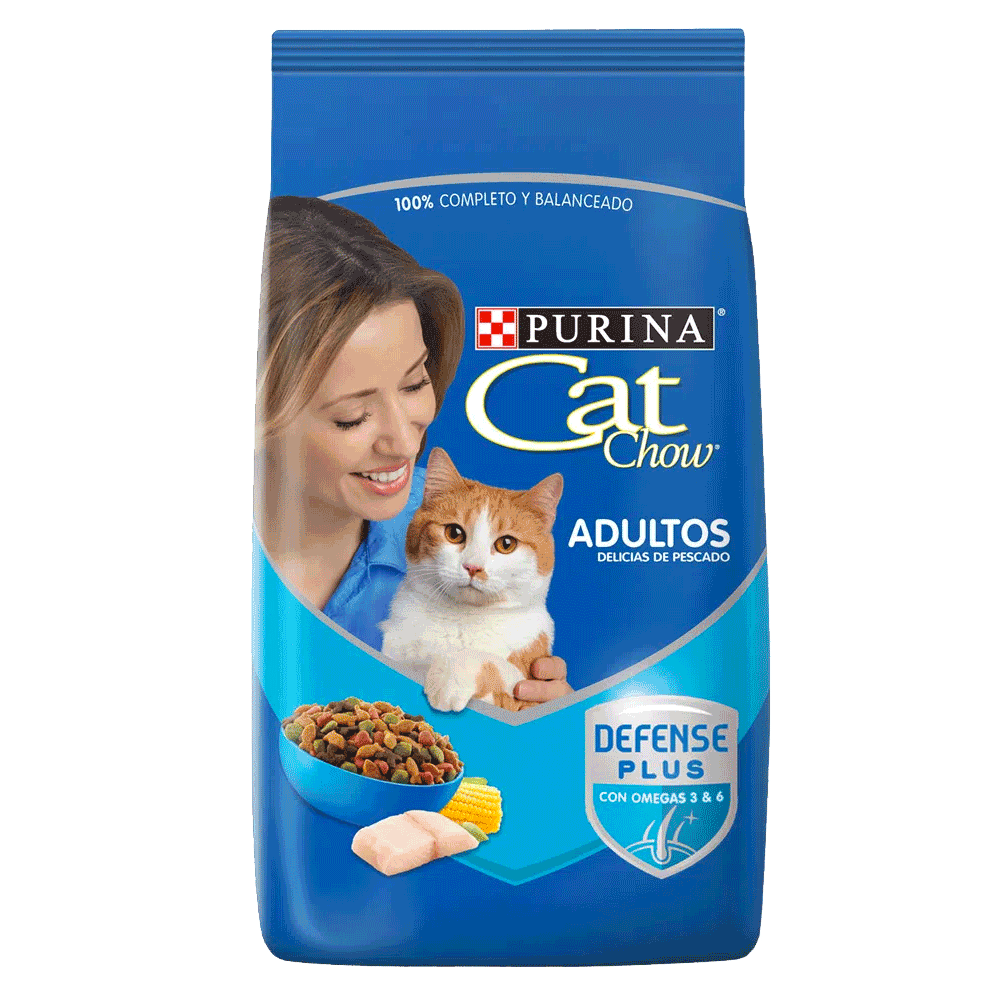 100% COMPLETO Y BALANCEADO
PURINA®
Cat
Chow®
ADULTOS
DELICIAS DE PESCADO
DEFENSE
PLUS
CON OMEGAS 3 & 6